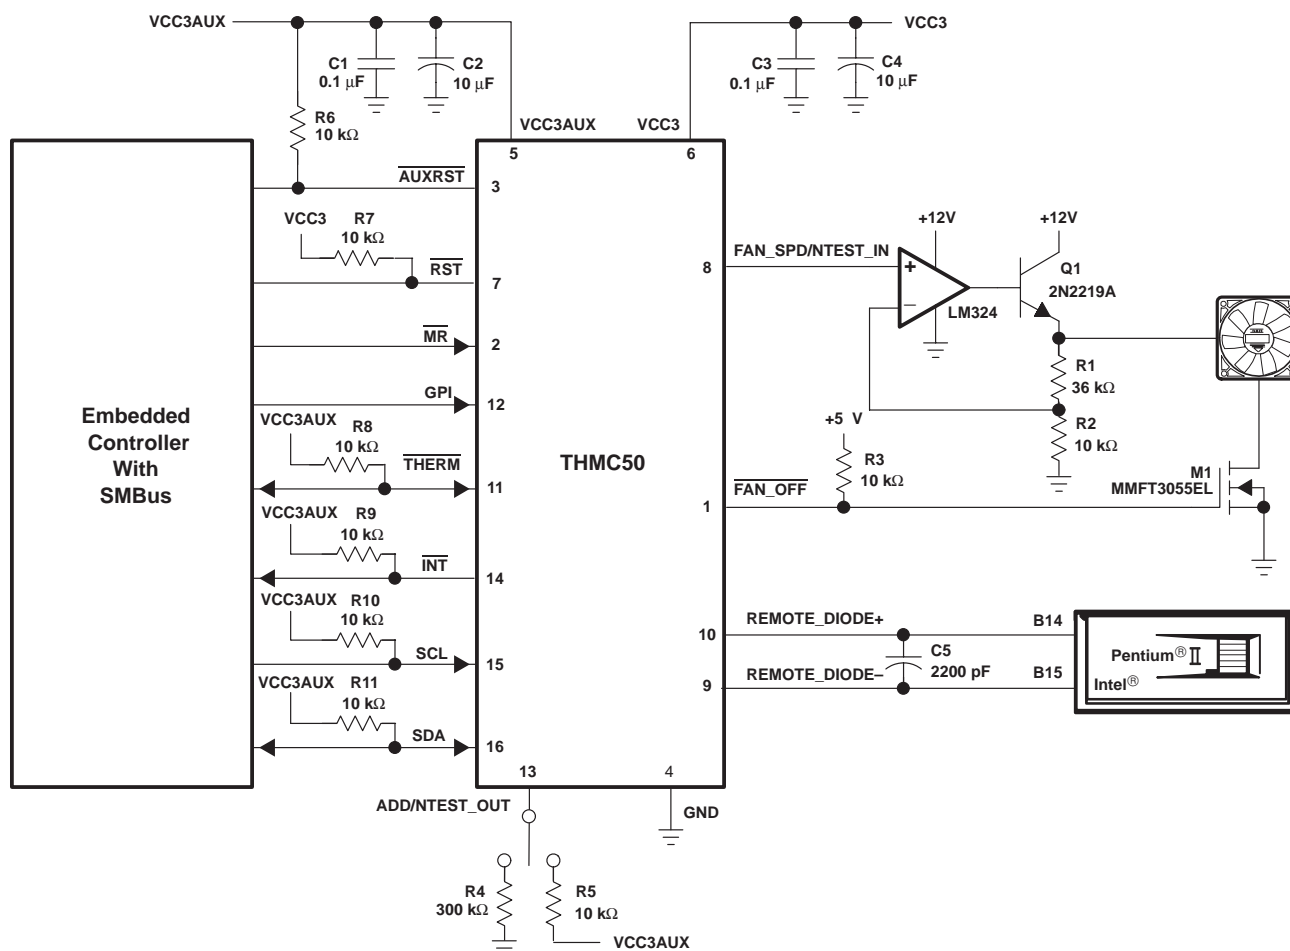 VCC3AUX
VCC3
C1
0.1 µF
C2
10 µF
C3
0.1 µF
C4
10 µF
R6
10 kΩ
VCC3AUX
VCC3
5
6
AUXRST
3
VCC3
R7
10 kΩ
RST
7
MR
2
GPI
12
VCC3AUX
R8
10 kΩ
THERM
11
VCC3AUX
R9
10 kΩ
INT
14
VCC3AUX
R10
10 kΩ
SCL
15
VCC3AUX
R11
10 kΩ
SDA
16
Embedded
Controller
With
SMBus
THMC50
8
FAN_SPD/NTEST_IN
+12V
+12V
+
−
LM324
Q1
2N2219A
R1
36 kΩ
R2
10 kΩ
+5 V
R3
10 kΩ
FAN_OFF
1
M1
MMFT3055EL
10
REMOTE_DIODE+
B14
C5
2200 pF
9
REMOTE_DIODE–
B15
Pentium® II
Intel®
13
4
ADD/NTEST_OUT
GND
R4
300 kΩ
R5
10 kΩ
VCC3AUX